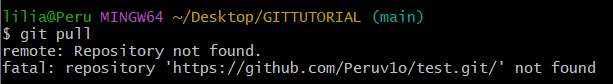 lilia@Peru MINGW64 ~/Desktop/GITTUTORIAL (main)
$ git pull
remote: Repository not found.
fatal: repository 'https://github.com/Peruv1o/test.git/' not found